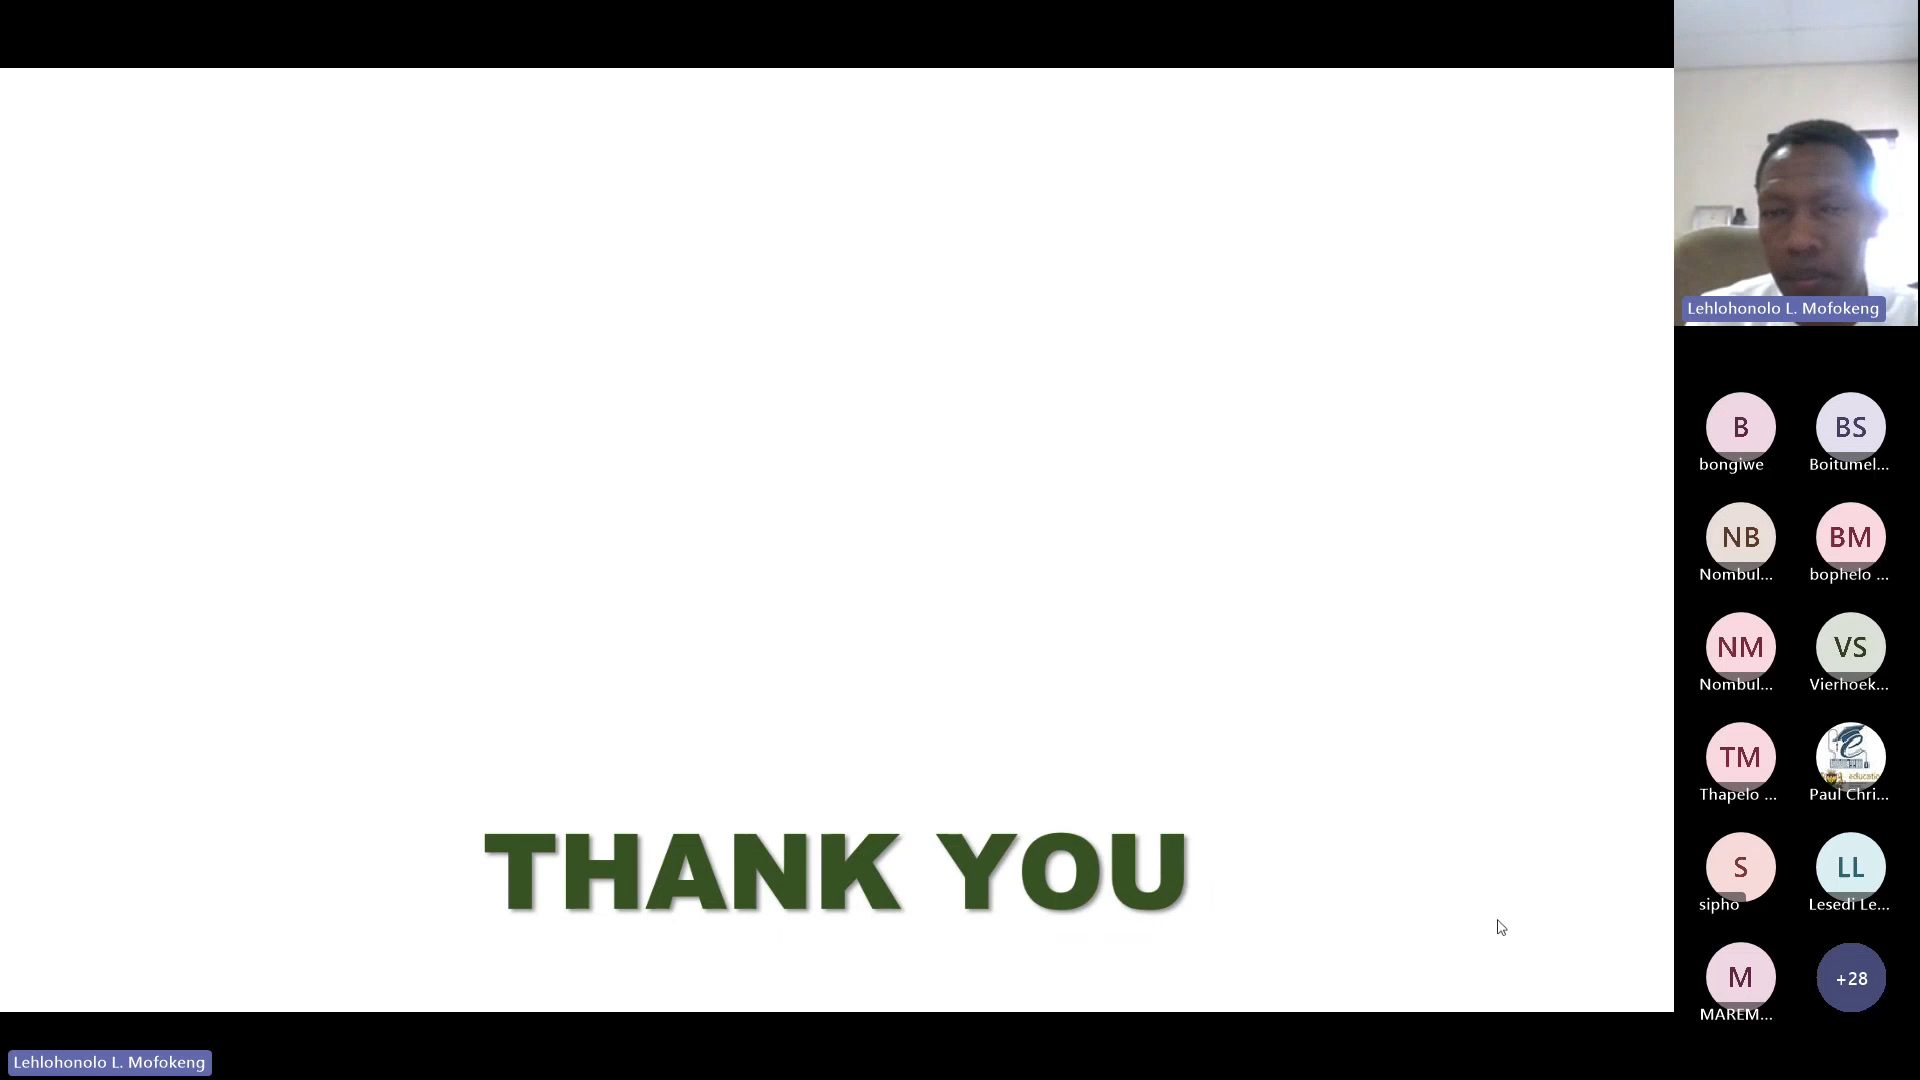 Lehlohonolo L. Mofokeng
B
BS
bongiwe
Boitumel...
NB
BM
Nombul...
bophelo ...
NM
VS
Nombul...
Vierhoek...
TM
Thapelo ...
Paul Chri...
S
LL
sipho
Lesedi Le...
THANK YOU
M
+28
MAREM...
Lehlohonolo L. Mofokeng